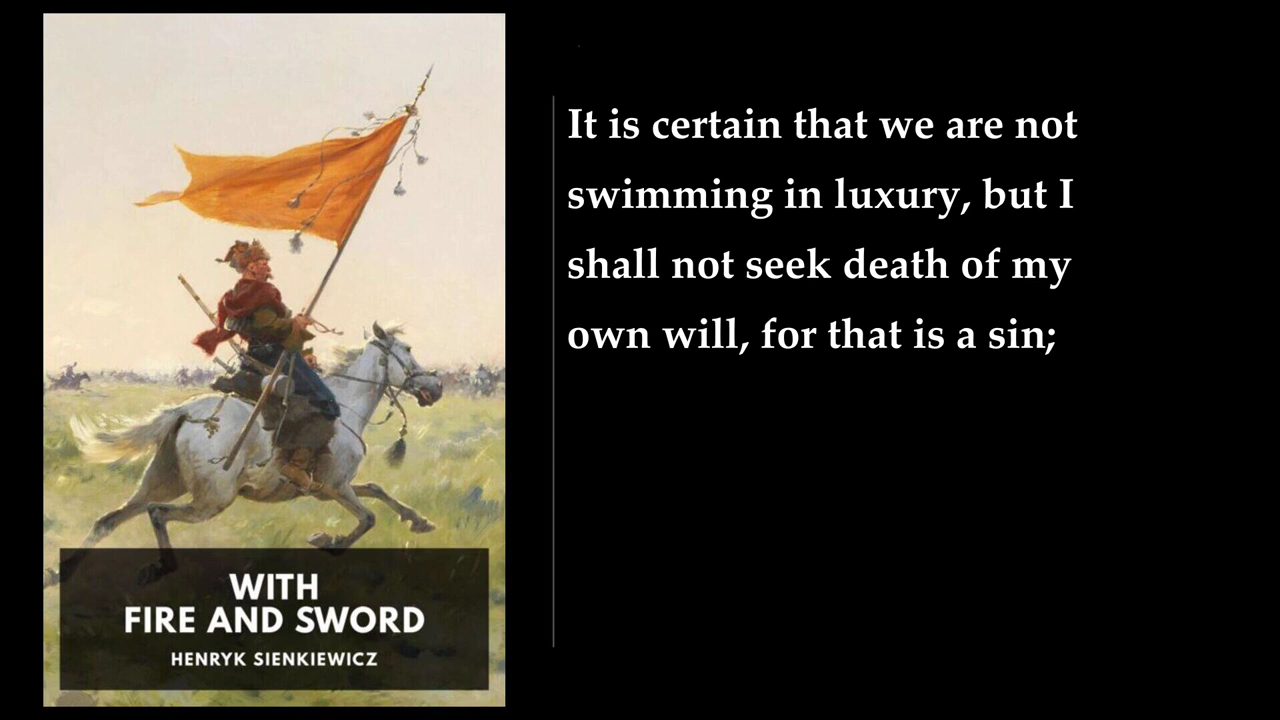 It is certain that we are not
swimming in luxury, but I
shall not seek death of my
own will, for that is a sin;
WITH
FIRE AND SWORD
HENRYK SIENKIEWICZ